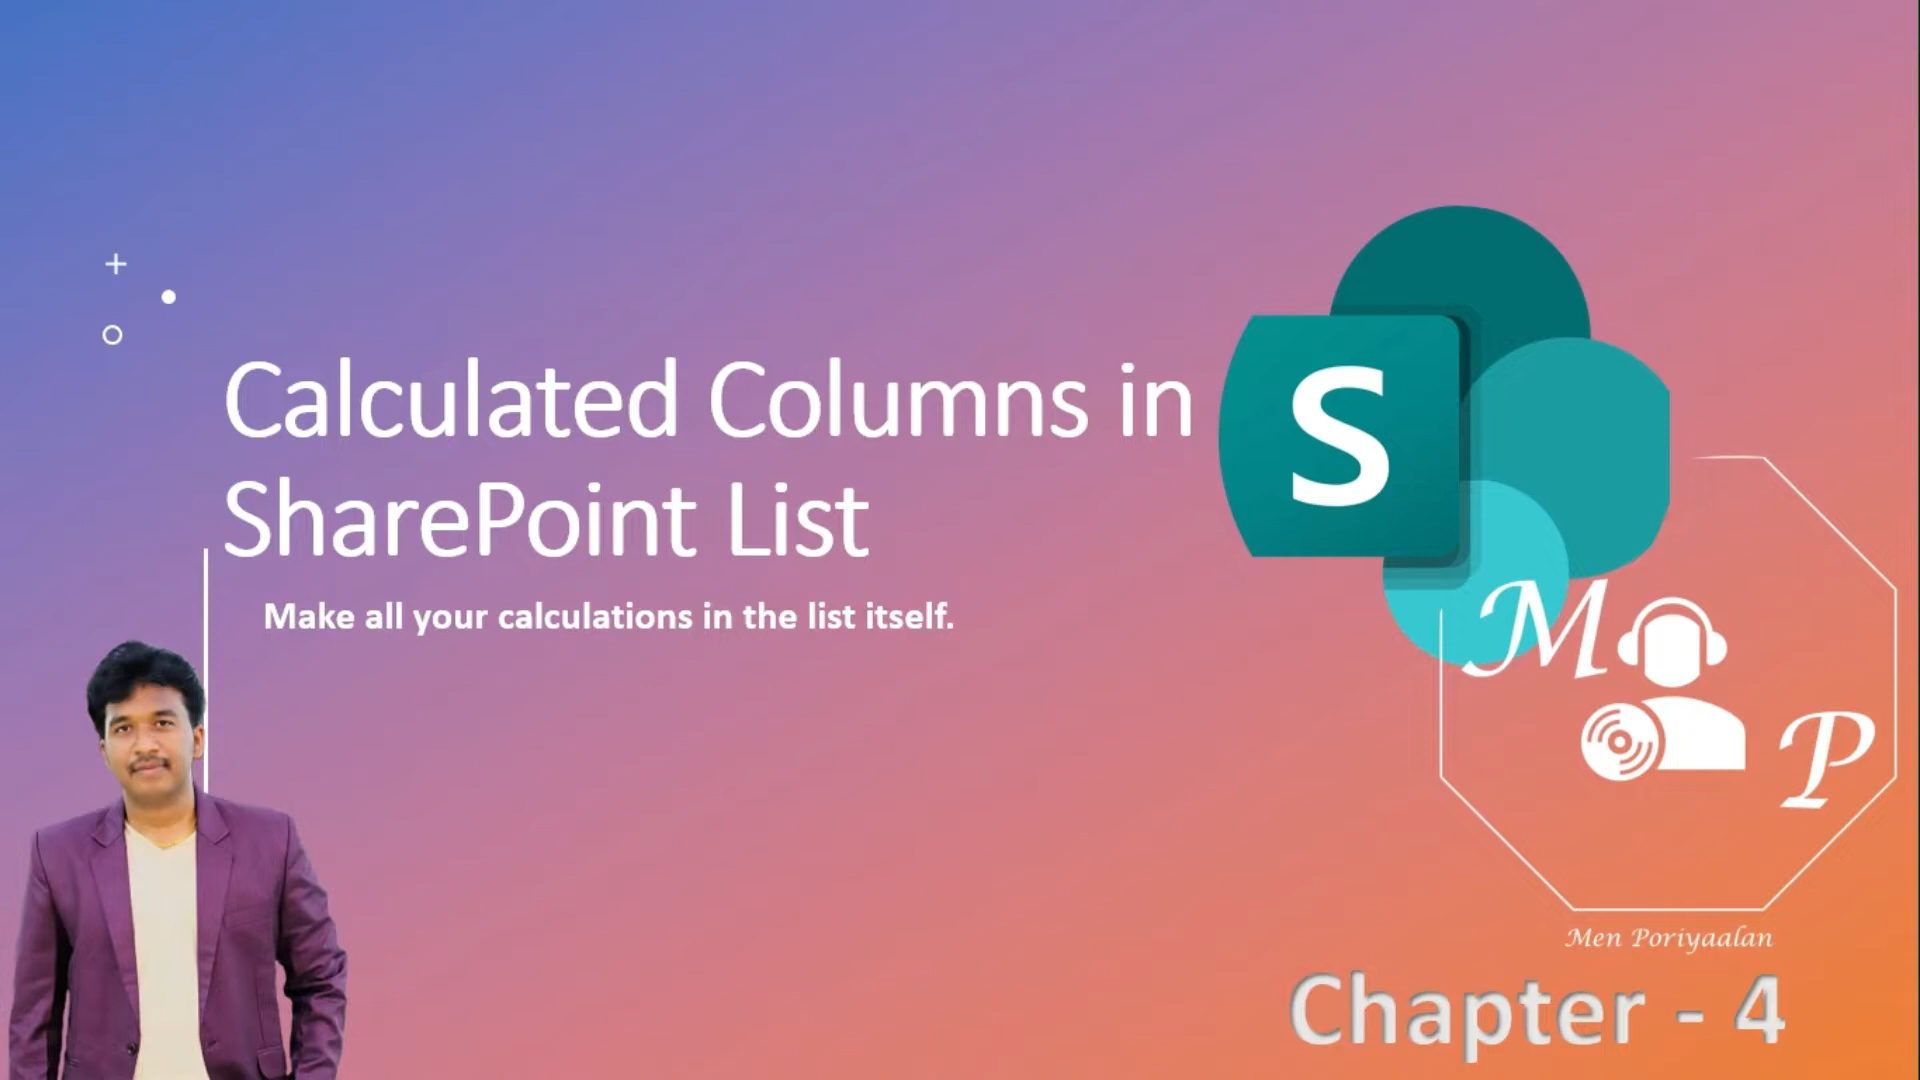 Calculated Columns in
SharePoint List
Make all your calculations in the list itself.
S
M
P
Men Poriyaalan
Chapter - 4